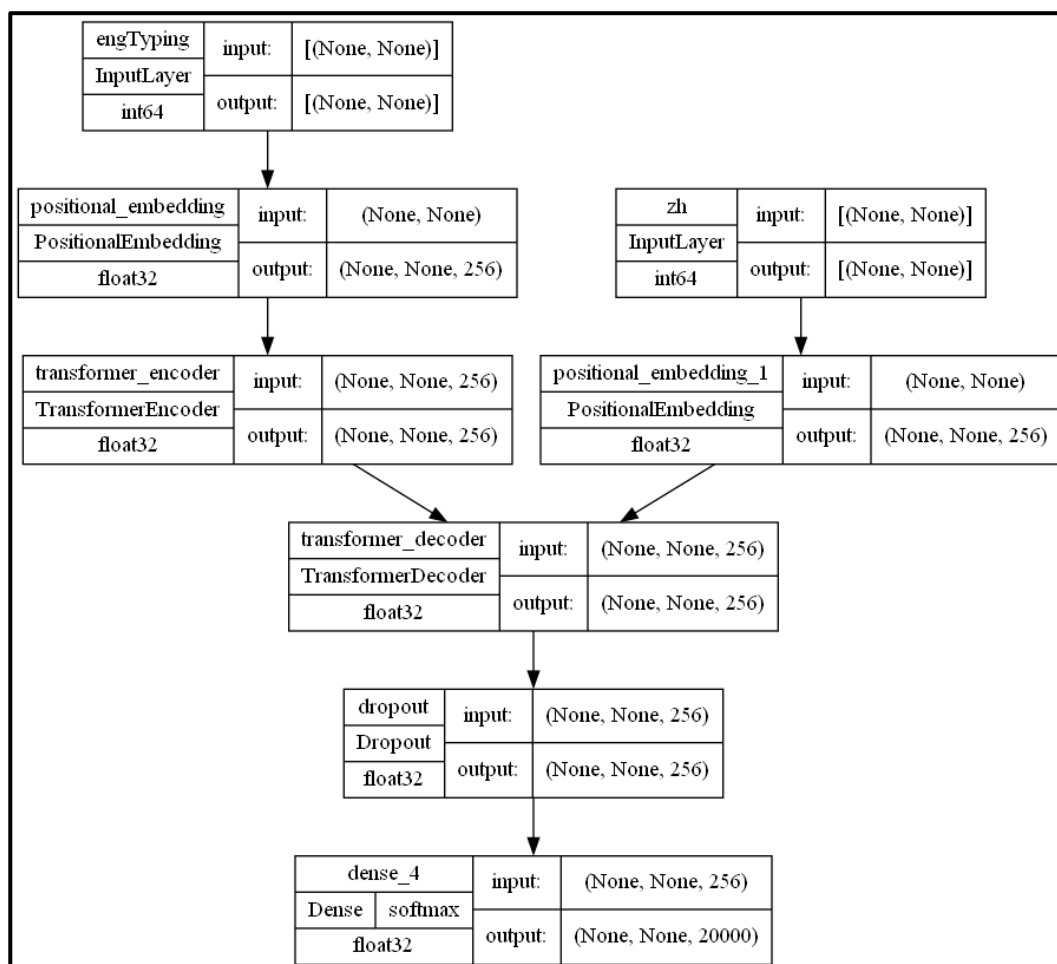 engTyping
InputLayer
int64
input: [(None, None)]
output: [(None, None)]
positional_embedding
PositionalEmbedding
float32
input: (None, None)
output: (None, None, 256)
zh
InputLayer
int64
input: [(None, None)]
output: [(None, None)]
transformer_encoder
TransformerEncoder
float32
input: (None, None, 256)
output: (None, None, 256)
positional_embedding_1
PositionalEmbedding
float32
input: (None, None)
output: (None, None, 256)
transformer_decoder
TransformerDecoder
float32
input: (None, None, 256)
output: (None, None, 256)
dropout
Dropout
float32
input: (None, None, 256)
output: (None, None, 256)
dense_4
Dense softmax
float32
input: (None, None, 256)
output: (None, None, 20000)